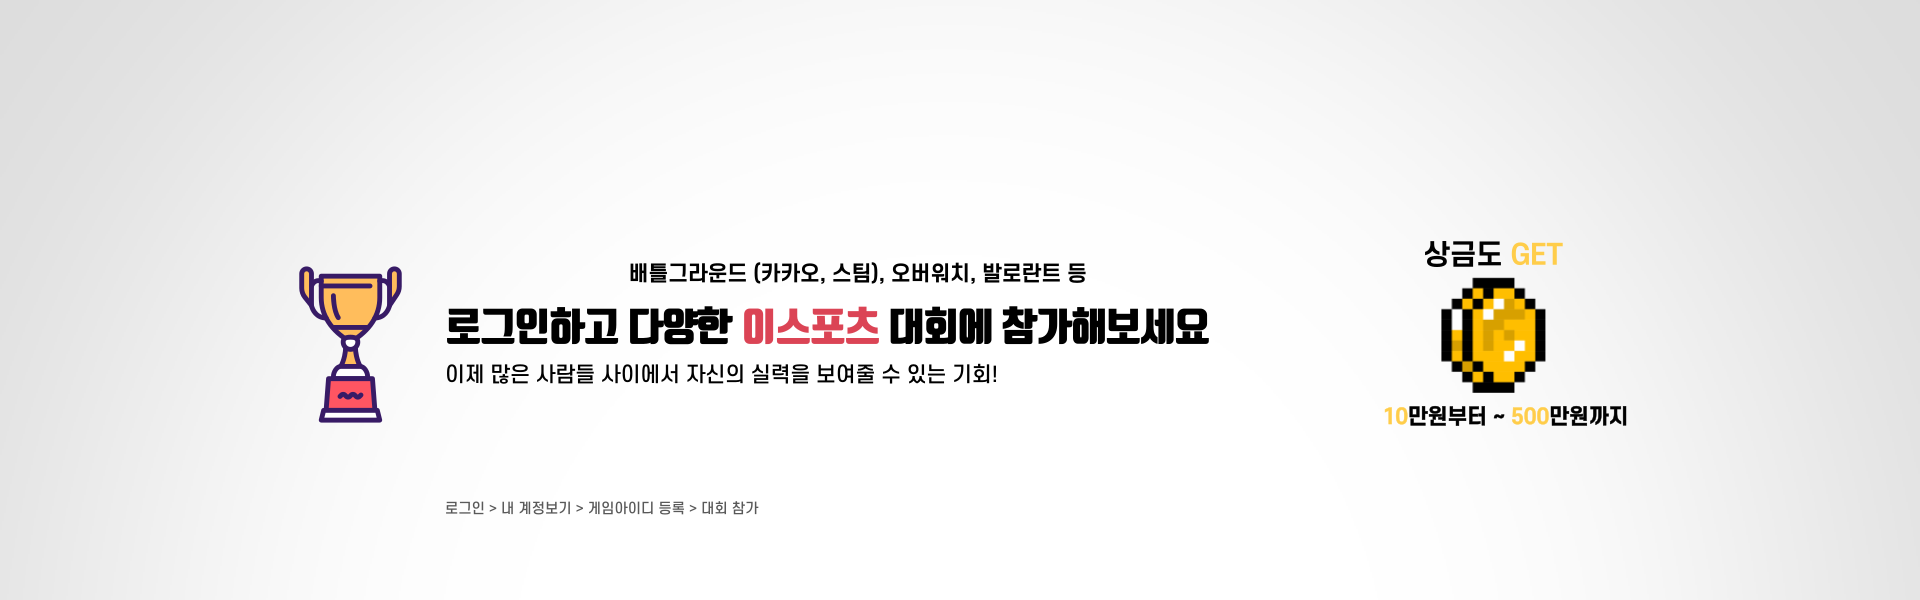 배틀그라운드 (카카오, 스팀), 오버워치, 발로란트 등
로그인하고 다양한 이스포츠 대회에 참가해보세요
이제 많은 사람들 사이에서 자신의 실력을 보여줄 수 있는 기회!
로그인 > 내 계정보기 > 게임아이디 등록 > 대회 참가
상금도 GET
10만원부터 ~ 500만원까지